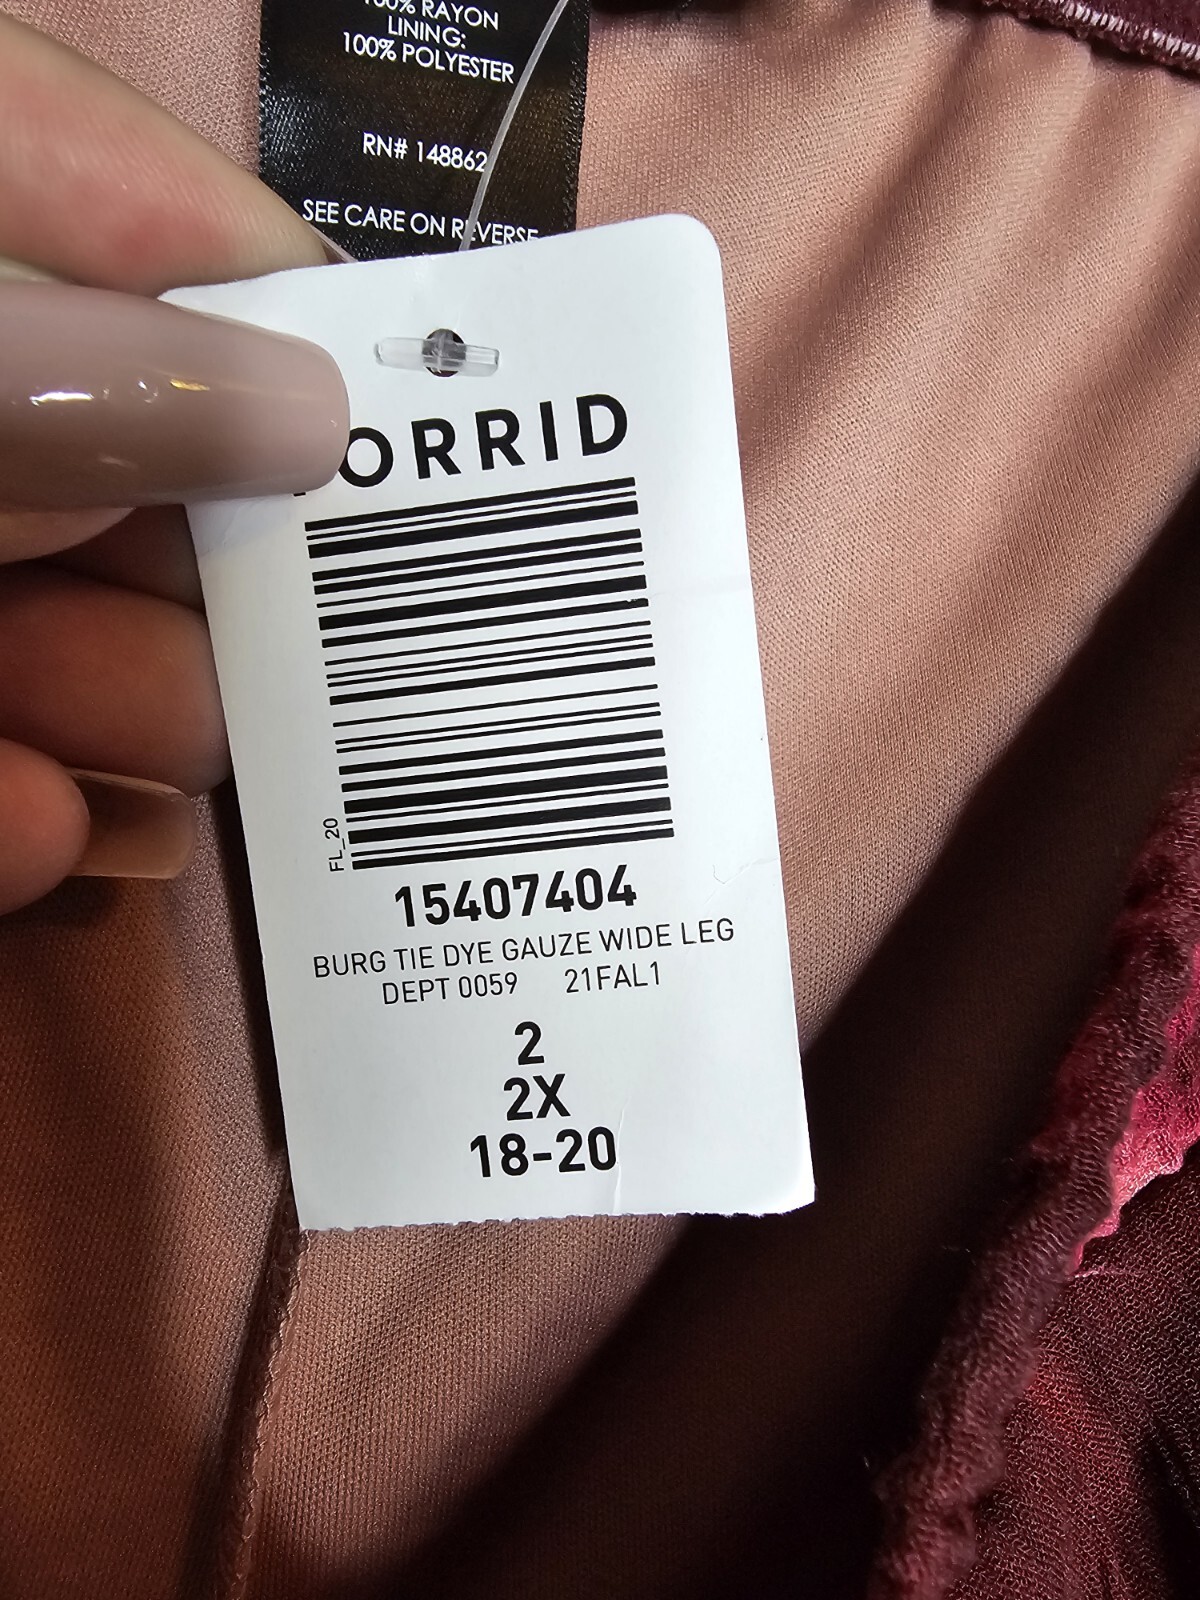 100% RAYON
LINING:
100% POLYESTER
RN# 148862
SEE CARE ON REVERSE
TORRID
FL_20
15407404
BURG TIE DYE GAUZE WIDE LEG
DEPT 0059 21FAL1
2
2X
18-20